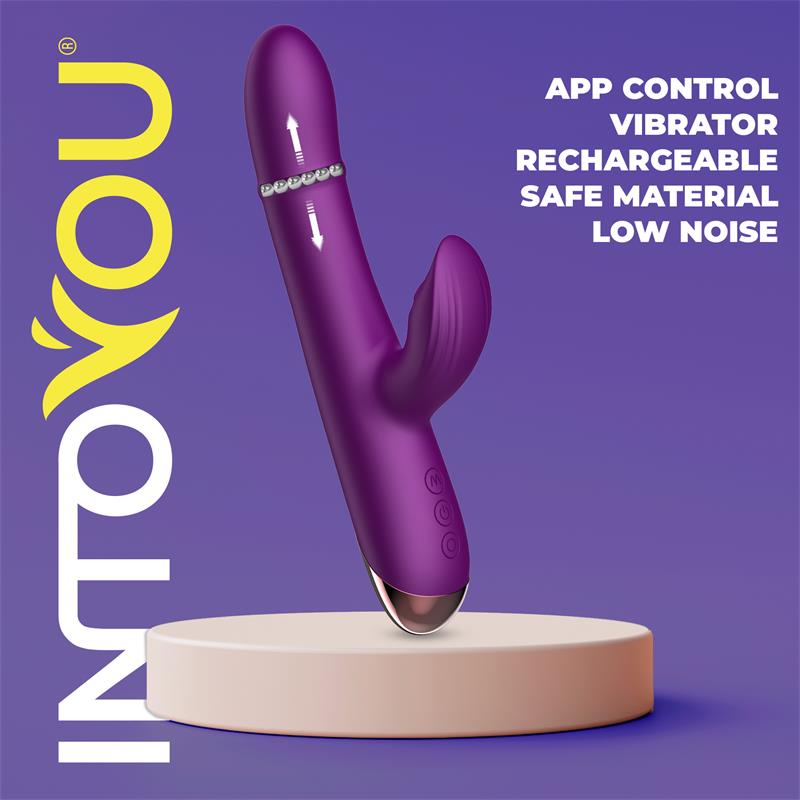 INTOYOU®
APP CONTROL
VIBRATOR
RECHARGEABLE
SAFE MATERIAL
LOW NOISE
M